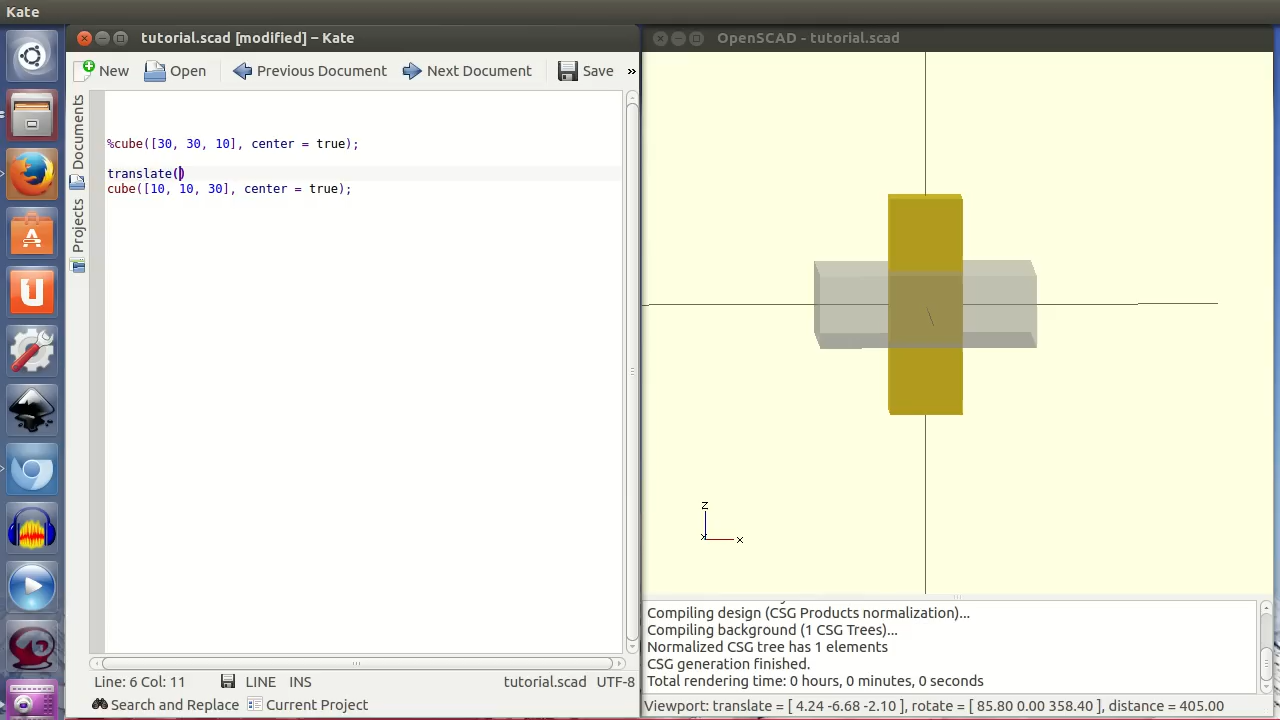 Kate
tutorial.scad [modified] – Kate
OpenSCAD - tutorial.scad
New Open Previous Document Next Document Save »
Documents
Projects
%cube([30, 30, 10], center = true);
translate()
cube([10, 10, 30], center = true);
z
x
Compiling design (CSG Products normalization)...
Compiling background (1 CSG Trees)...
Normalized CSG tree has 1 elements
CSG generation finished.
Total rendering time: 0 hours, 0 minutes, 0 seconds
Line: 6 Col: 11 LINE INS tutorial.scad UTF-8
Search and Replace Current Project
Viewport: translate = [ 4.24 -6.68 -2.10 ], rotate = [ 85.80 0.00 358.40 ], distance = 405.00